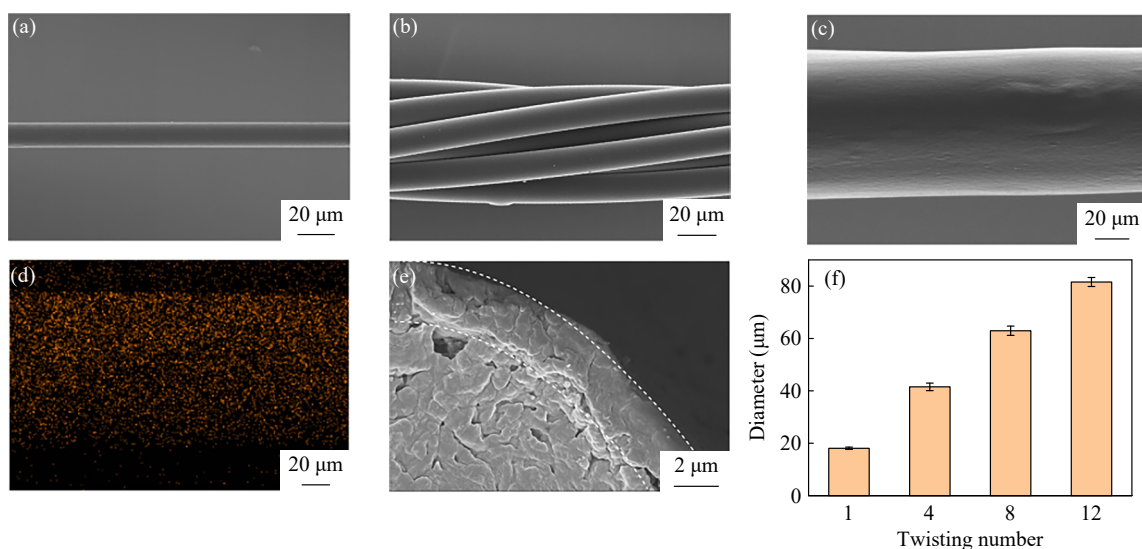 (a)
20 μm
(b)
20 μm
(c)
20 μm
(d)
20 μm
(e)
2 μm
(f)
Diameter (μm)
80
60
40
20
0
1 4 8 12
Twisting number